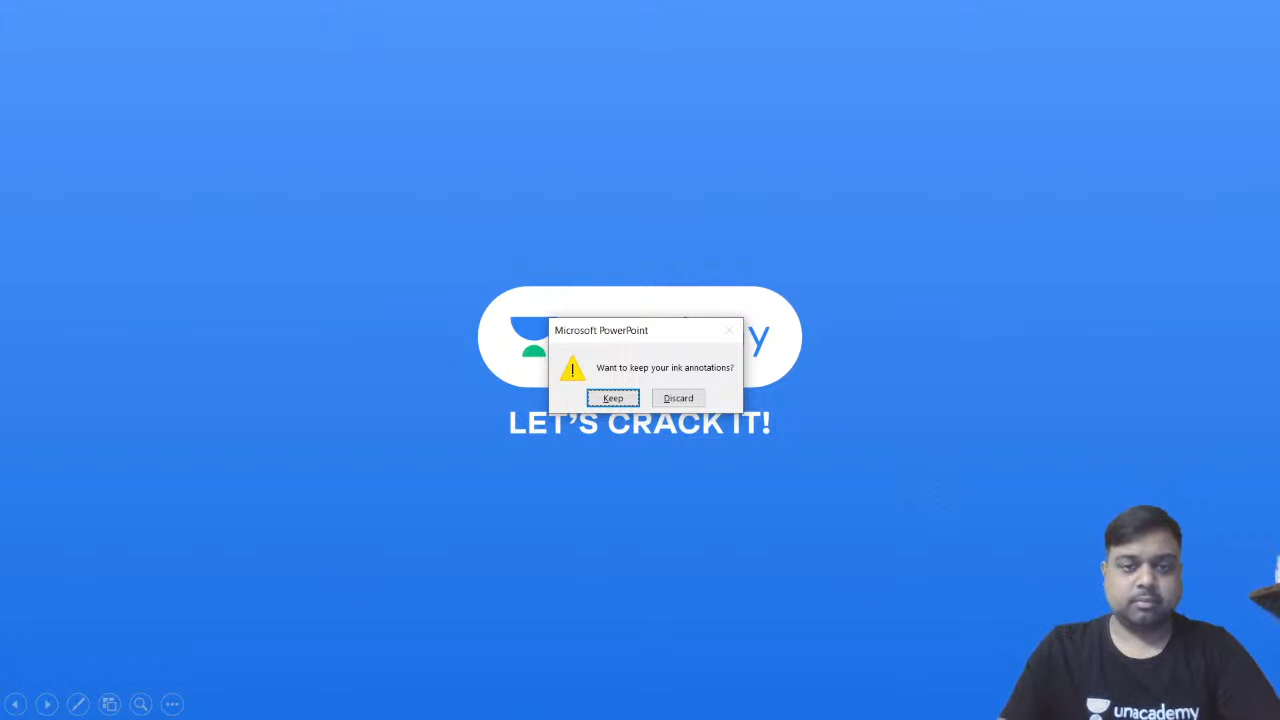 Microsoft PowerPoint
y
Want to keep your ink annotations?
Keep
Discard
LET'S CRACK IT!
unacademy